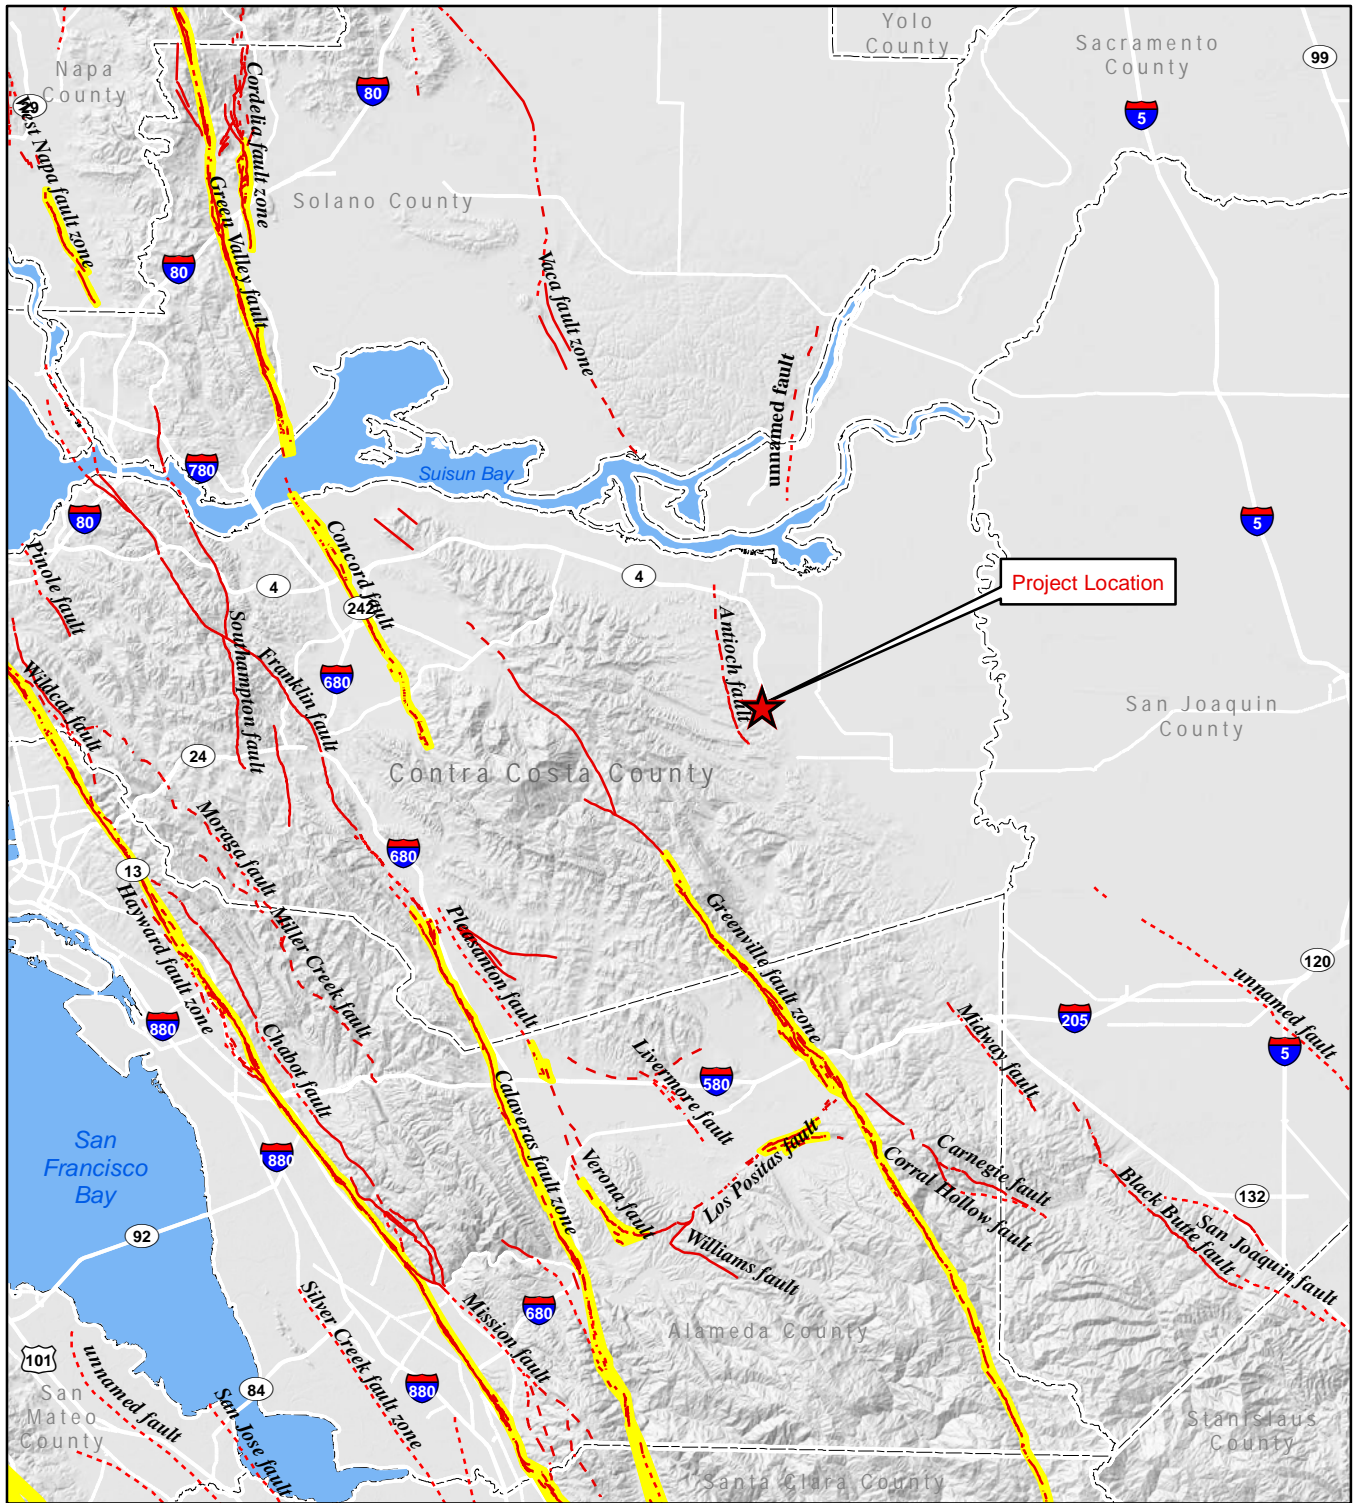 Yolo
County
Sacramento
County
99
Napa
County
29
80
5
West Napa fault zone
Cordelia fault zone
Solano County
Green Valley fault
80
Vaca fault zone
unnamed fault
780
Suisun Bay
80
5
Pinole fault
Concord fault
4
4
242
Project Location
Antioch fault
Southampton fault
Franklin fault
680
Wildcat fault
24
San Joaquin
County
Contra Costa County
Moraga fault
680
13
Hayward fault zone
Miller Creek fault
Pleasanton fault
Greenville fault zone
120
unnamed fault
880
Chabot fault
205
Midway fault
5
Livermore fault
580
Calaveras fault zone
San
Francisco
Bay
880
Verona fault
Los Positas fault
Corral Hollow fault
Carnegie fault
Black Butte fault
132
San Joaquin fault
92
Williams fault
Silver Creek fault zone
Mission fault
680
Alameda County
101
unnamed fault
San
Mateo
County
84
San Jose fault
880
Stanislaus
County
Santa Clara County